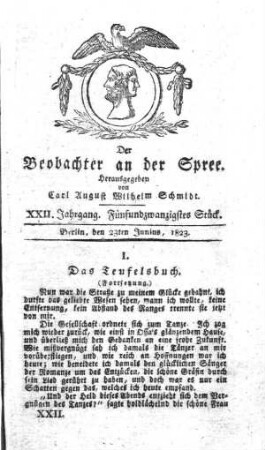 Der
Beobachter an der Spree.
Herausgegeben
von
Carl August Wilhelm Schmidt.
XXII. Jahrgang. Fünfundzwanzigstes Stück.
Berlin, den 23sten Junius, 1823.
I.
Das Teufelsbuch.
(Fortsetzung.)
Nun war die Straße zu meinem Glücke gebahnt, ich
durfte das geliebte Wesen sehen, wann ich wollte, keine
Entfernung, kein Abstand des Ranges trennte sie jetzt
von mir.
Die Gesellschaft ordnete sich zum Tanze. Ich zog
mich wieder zurück, wie einst in Ossa's glänzendem Hause,
und überließ mich den Gedanken an eine frohe Zukunft.
Wie mißvergnügt sah ich damals die Tänzer an mir
vorüberfliegen, und wie reich an Hoffnungen war ich
heute; wie beneidete ich damals den glücklichen Sänger
der Romanze um das Entzücken, die schöne Gräfin durch
sein Lied gerührt zu haben, und doch war es nur ein
Schatten gegen das, welches ich heute empfand.
„Und der Held dieses Abends entzieht sich dem Ver-
gnügen des Tanzes?“ sagte holdlächelnd die schöne Frau
XXII.